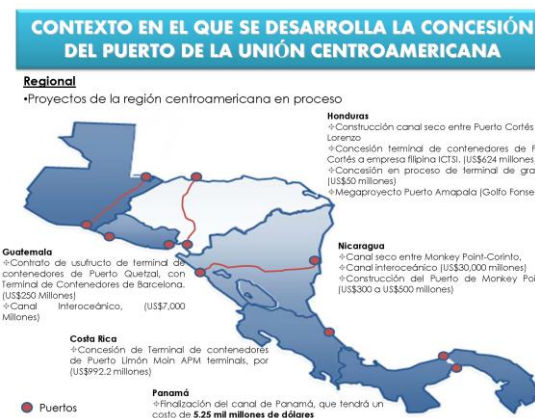 CONTEXTO EN EL QUE SE DESARROLLA LA CONCESIÓN
DEL PUERTO DE LA UNIÓN CENTROAMERICANA
Regional
•Proyectos de la región centroamericana en proceso
Honduras
✧Construcción canal seco entre Puerto Cortés
Lorenzo
✧Concesión terminal de contenedores de
Cortés a empresa filipina ICTSI. (US$624 millones
✧Concesión en proceso de terminal de
(US$50 millones)
✧Megaproyecto Puerto Amapala (Golfo
Guatemala
✧Contrato de usufructo de terminal de
contenedores de Puerto Quetzal, con
Terminal de Contenedores de Barcelona.
(US$250 Millones)
✧Canal Interoceánico, (US$7,000
Millones)
Nicaragua
✧Canal seco entre Monkey Point-Corinto,
✧Canal interoceánico (US$30,000 millones)
✧Construcción del Puerto de Monkey
(US$300 a US$500 millones)
Costa Rica
✧Concesión de Terminal de contenedores
de Puerto Limón Moin APM terminals, por
(US$992.2 millones)
Panamá
✧Finalización del canal de Panamá, que tendrá un
costo de 5.25 mil millones de dólares
Puertos